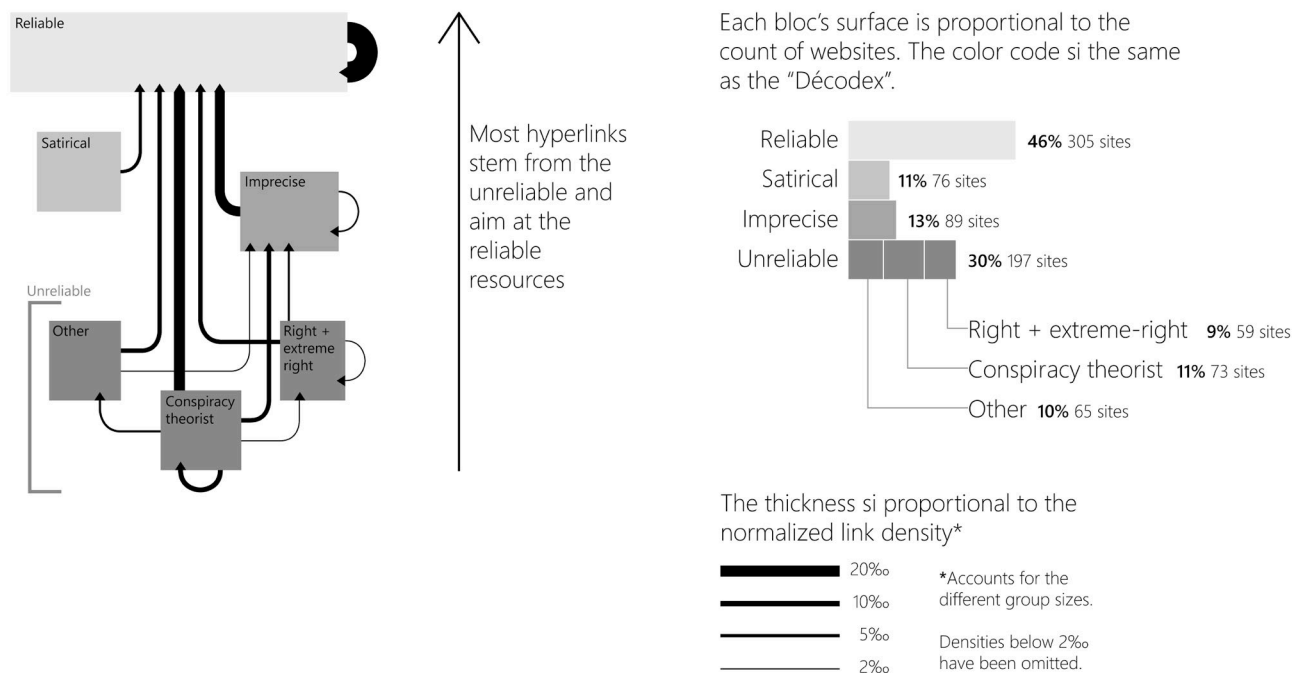 Reliable
Satirical
Imprecise
Unreliable
Other
Right +
extreme
right
Conspiracy
theorist
Most hyperlinks
stem from the
unreliable and
aim at the
reliable
resources
Each bloc's surface is proportional to the
count of websites. The color code si the same
as the “Décodex”.
Reliable 46% 305 sites
Satirical 11% 76 sites
Imprecise 13% 89 sites
Unreliable 30% 197 sites
Right + extreme-right 9% 59 sites
Conspiracy theorist 11% 73 sites
Other 10% 65 sites
The thickness si proportional to the
normalized link density*
20‰
10‰
5‰
2‰
*Accounts for the
different group sizes.
Densities below 2‰
have been omitted.